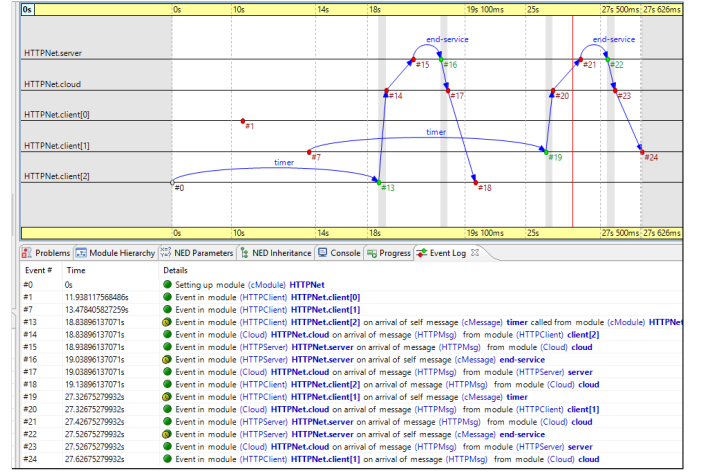 0s 0s 10s 14s 18s 19s 100ms 25s 27s 500ms 27s 626ms
end-service end-service
HTTPNet.server
#15 #16 #21 #22
HTTPNet.cloud
#14 #17 #20 #23
HTTPNet.client[0]
#1
timer
HTTPNet.client[1]
#7 #19 #24
timer
HTTPNet.client[2]
#0 #13 #18
0s 10s 14s 18s 19s 100ms 25s 27s 500ms 27s 626ms
Problems Module Hierarchy NED Parameters NED Inheritance Console Progress Event Log
Event # Time Details
#0 0s Setting up module (cModule) HTTPNet
#1 11.938117568486s Event in module (HTTPClient) HTTPNet.client[0]
#7 13.478405827259s Event in module (HTTPClient) HTTPNet.client[1]
#13 18.83896137071s Event in module (HTTPClient) HTTPNet.client[2] on arrival of self message (cMessage) timer called from module (cModule) HTTPNet
#14 18.83896137071s Event in module (Cloud) HTTPNet.cloud on arrival of message (HTTPMsg) from module (HTTPClient) client[2]
#15 18.93896137071s Event in module (HTTPServer) HTTPNet.server on arrival of message (HTTPMsg) from module (Cloud) cloud
#16 19.03896137071s Event in module (HTTPServer) HTTPNet.server on arrival of self message (cMessage) end-service
#17 19.03896137071s Event in module (Cloud) HTTPNet.cloud on arrival of message (HTTPMsg) from module (HTTPServer) server
#18 19.13896137071s Event in module (HTTPClient) HTTPNet.client[2] on arrival of message (HTTPMsg) from module (Cloud) cloud
#19 27.32675279932s Event in module (HTTPClient) HTTPNet.client[1] on arrival of self message (cMessage) timer
#20 27.32675279932s Event in module (Cloud) HTTPNet.cloud on arrival of message (HTTPMsg) from module (HTTPClient) client[1]
#21 27.42675279932s Event in module (HTTPServer) HTTPNet.server on arrival of message (HTTPMsg) from module (Cloud) cloud
#22 27.52675279932s Event in module (HTTPServer) HTTPNet.server on arrival of self message (cMessage) end-service
#23 27.52675279932s Event in module (Cloud) HTTPNet.cloud on arrival of message (HTTPMsg) from module (HTTPServer) server
#24 27.62675279932s Event in module (HTTPClient) HTTPNet.client[1] on arrival of message (HTTPMsg) from module (Cloud) cloud